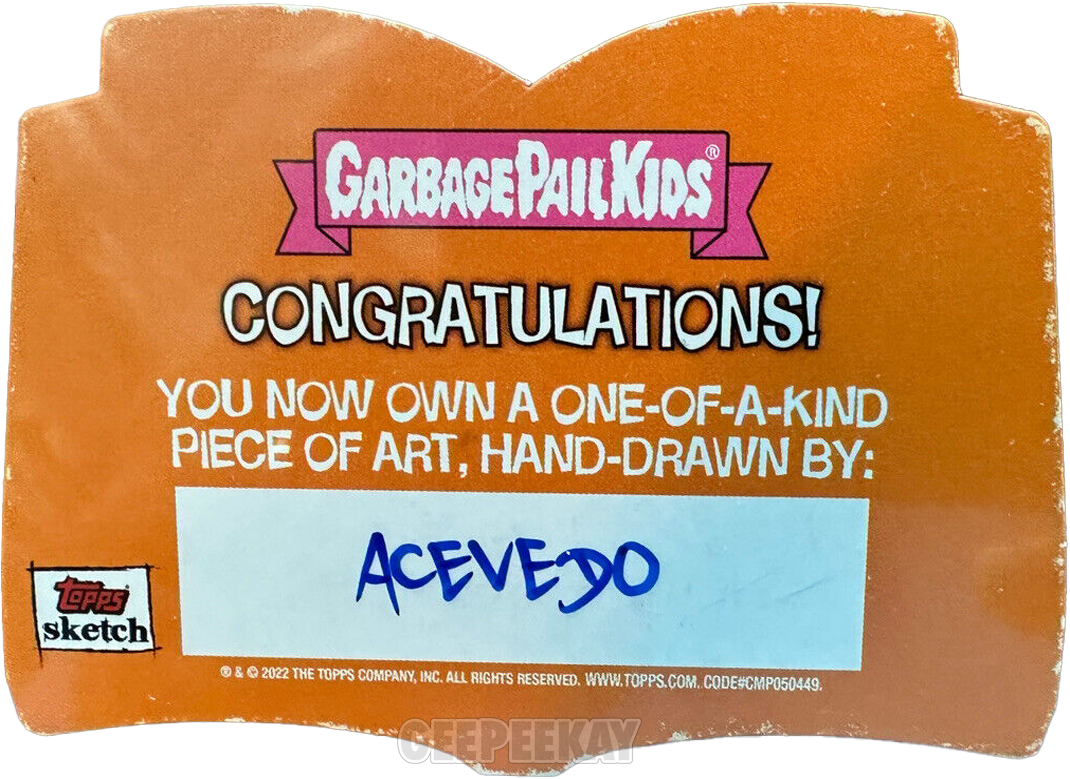 GARBAGE PAIL KIDS®
CONGRATULATIONS!
YOU NOW OWN A ONE-OF-A-KIND
PIECE OF ART, HAND-DRAWN BY:
ACEVEDO
TOPPS
sketch
® & © 2022 THE TOPPS COMPANY, INC. ALL RIGHTS RESERVED. WWW.TOPPS.COM. CODE#CMP050449.
GEEPEEKAY